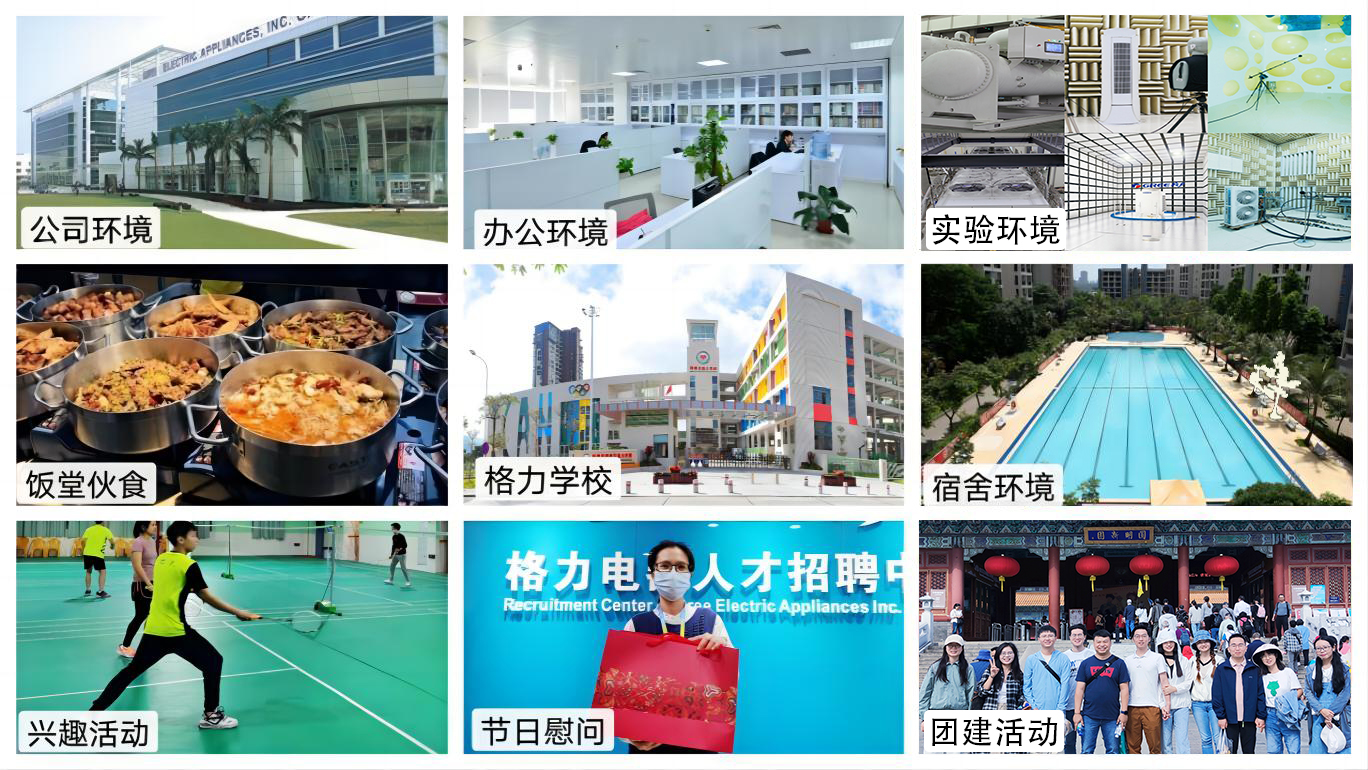 ELECTRIC APPLIANCES, INC.
公司环境
办公环境
GREE
实验环境
饭堂伙食
格力学校
宿舍环境
格力电 人才招聘中
Recruitment Center, Gree Electric Appliances Inc.
兴趣活动
节日慰问
团建活动